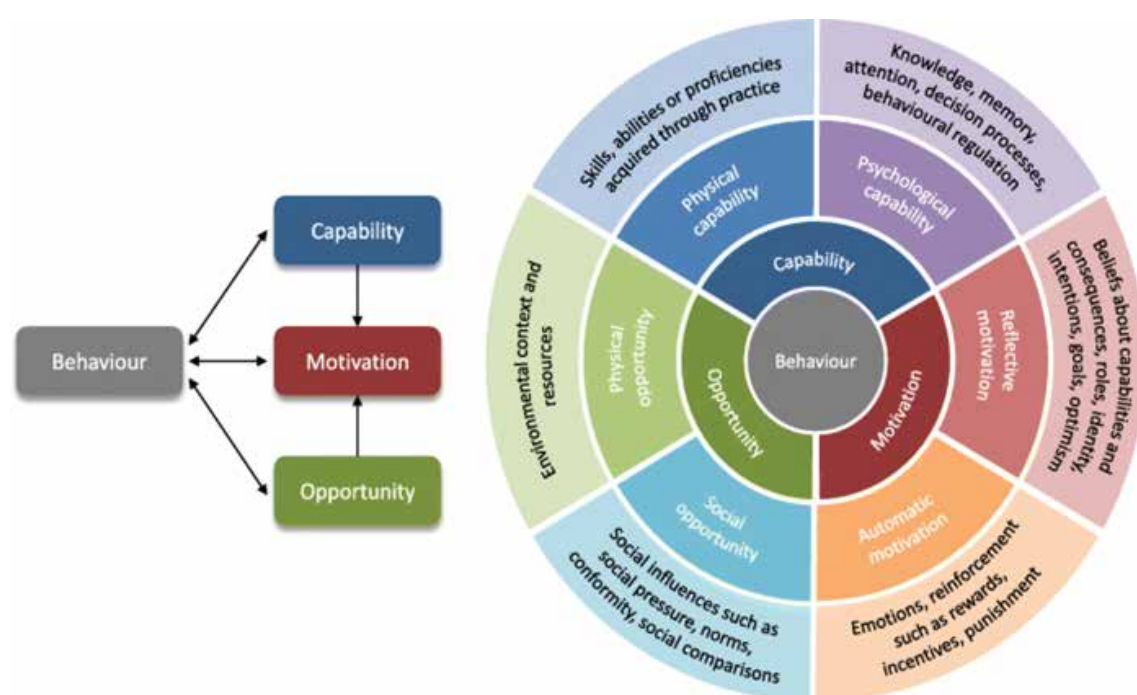 Capability
Behaviour
Motivation
Opportunity
Skills, abilities or proficiencies
acquired through practice
Knowledge, memory,
attention, decision processes,
behavioural regulation
Physical
capability
Psychological
capability
Capability
Environmental context and
resources
Physical
opportunity
Opportunity
Behaviour
Motivation
Reflective
motivation
Beliefs about capabilities and
consequences, roles, identity,
intentions, goals, optimism
Social
opportunity
Automatic
motivation
Social influences such as
social pressure, norms,
conformity, social comparisons
Emotions, reinforcement
such as rewards,
incentives, punishment